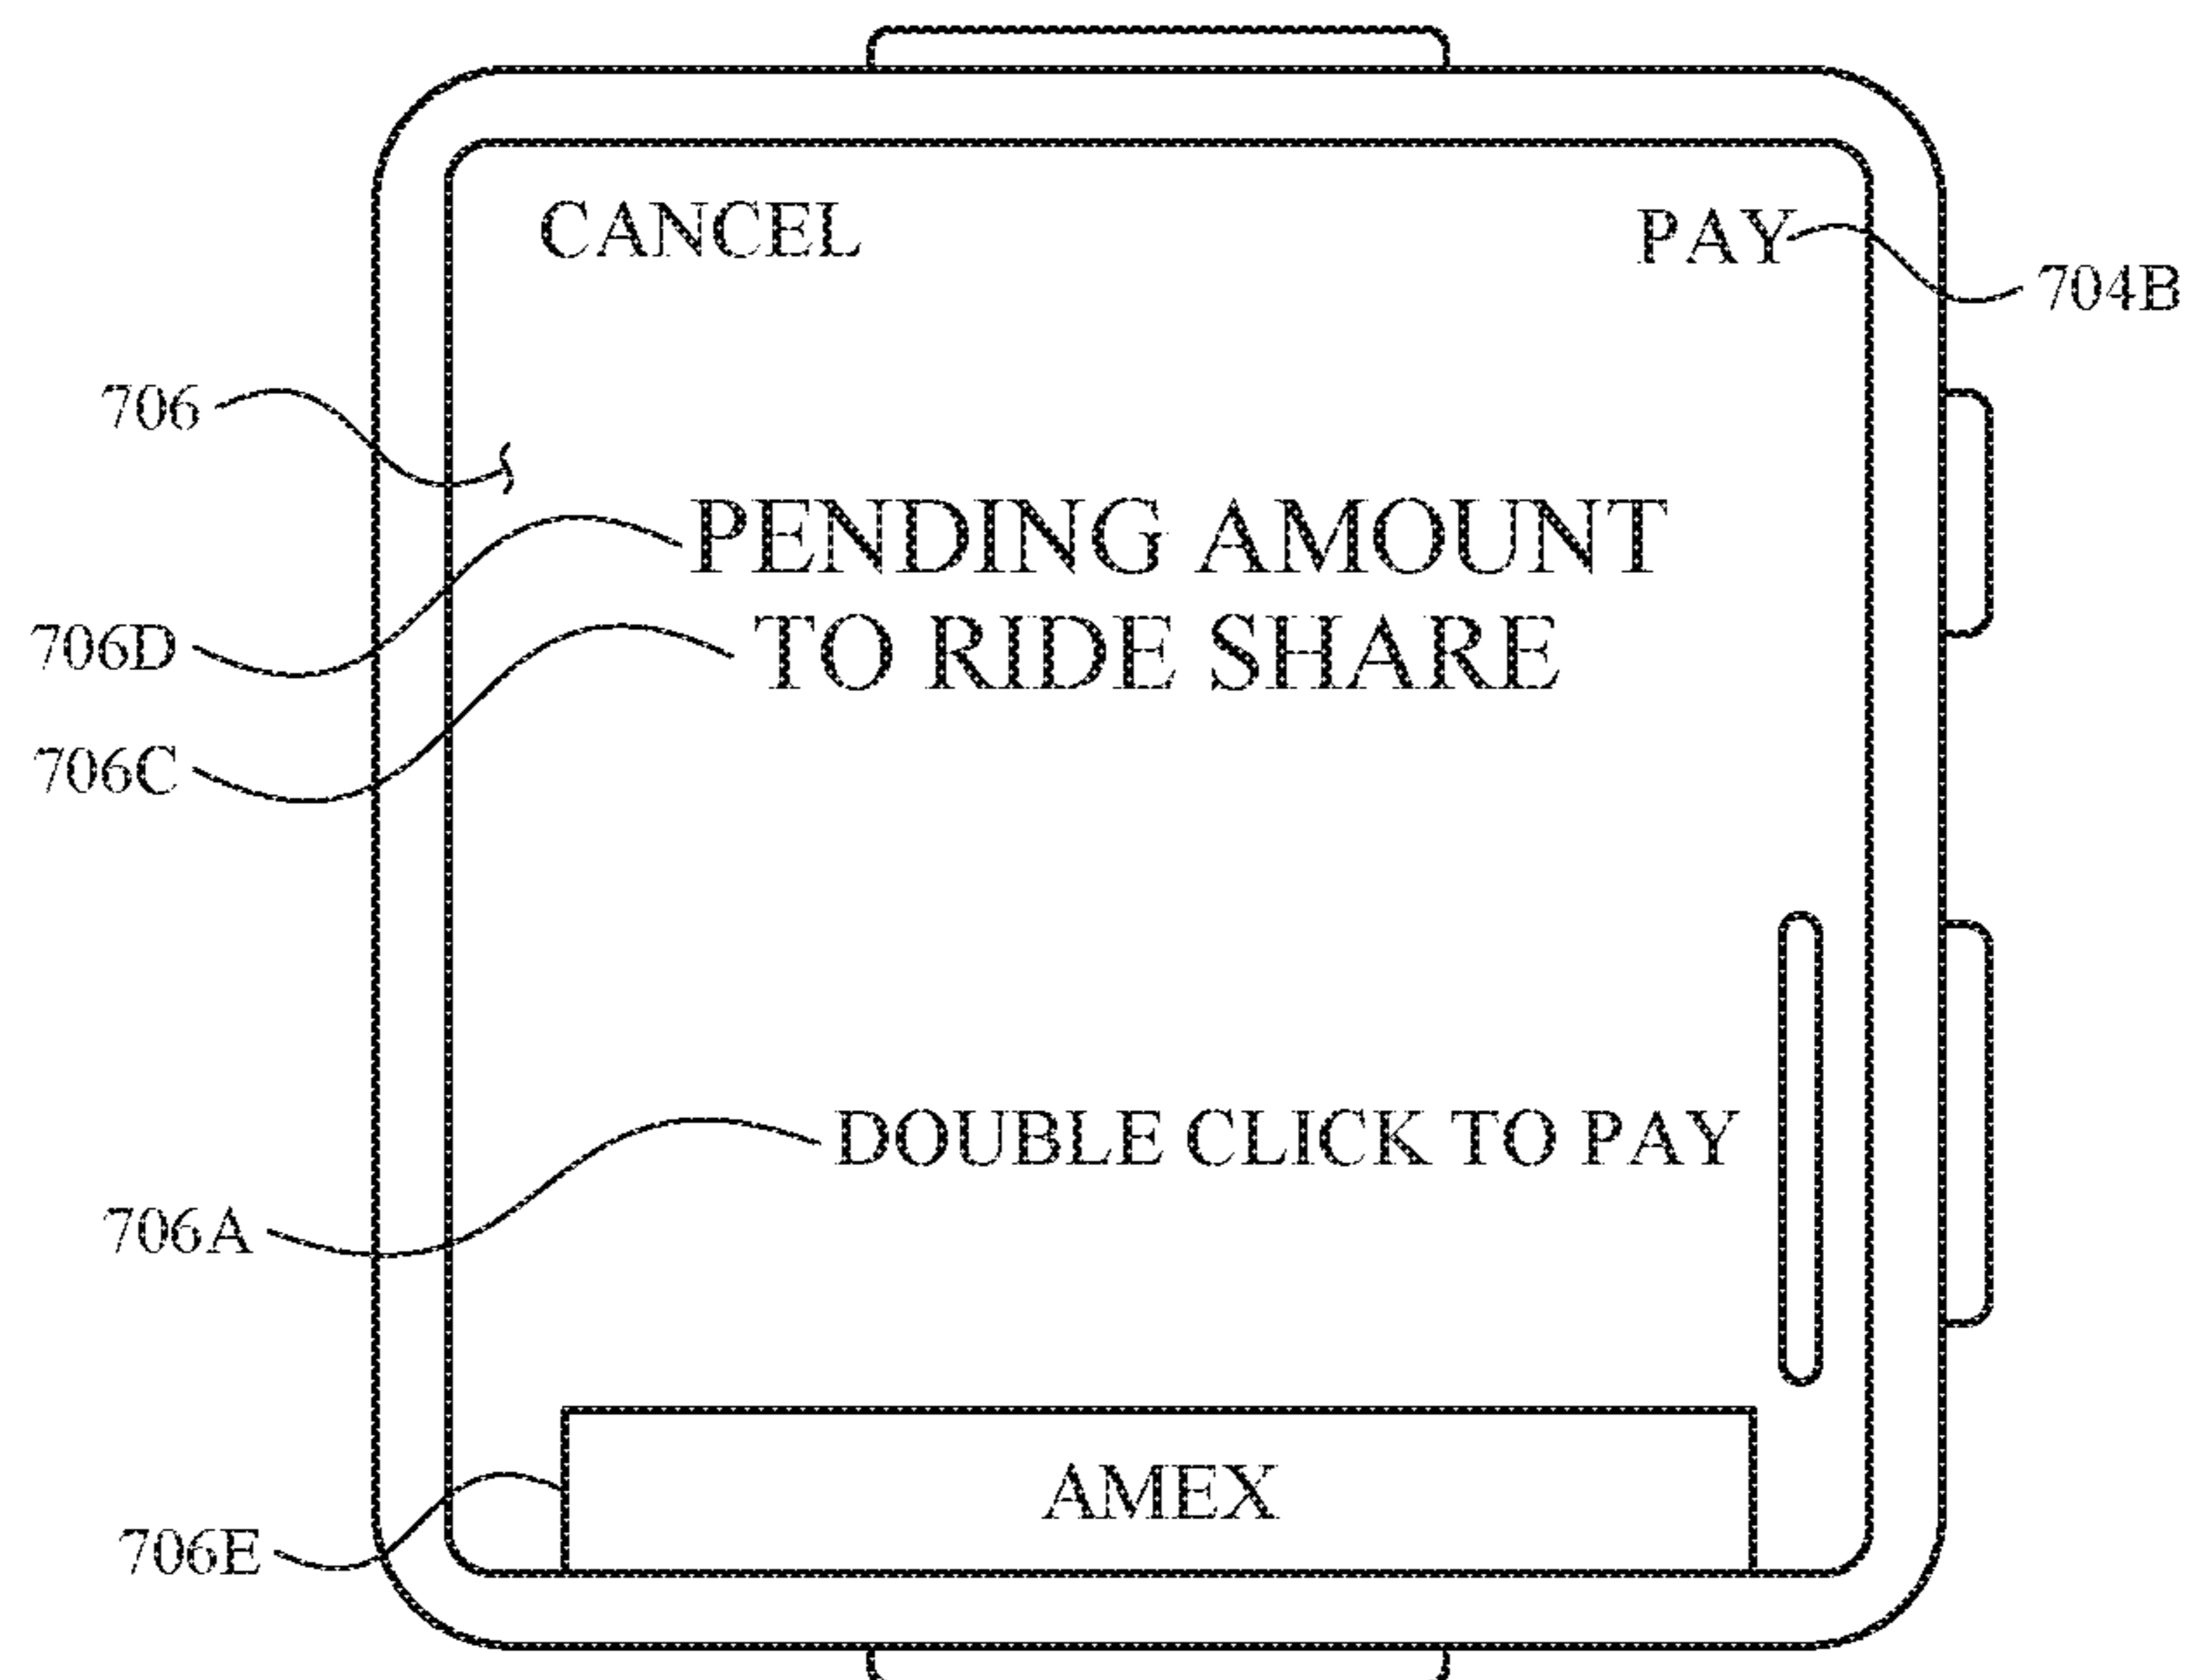 CANCEL PAY
704B
706
PENDING AMOUNT
706D
TO RIDE SHARE
706C
DOUBLE CLICK TO PAY
706A
AMEX
706E